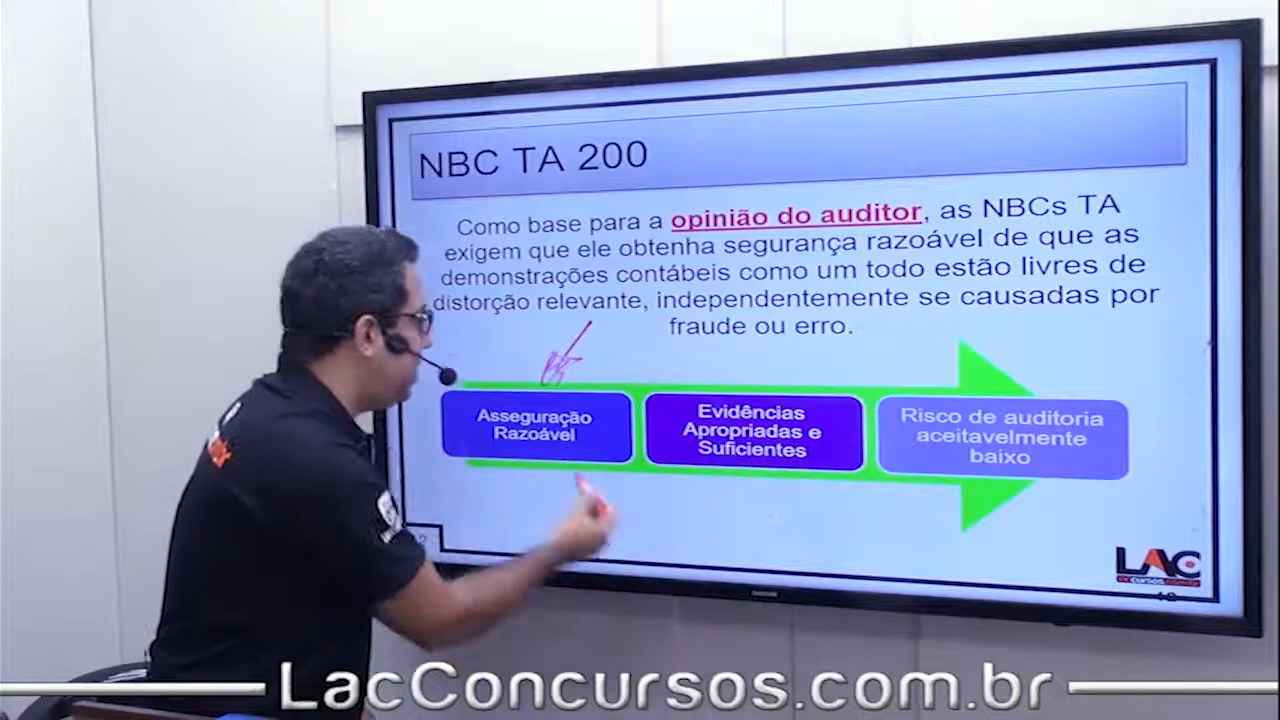 NBC TA 200
Como base para a opinião do auditor, as NBCs TA
exigem que ele obtenha segurança razoável de que as
demonstrações contábeis como um todo estão livres de
distorção relevante, independentemente se causadas por
fraude ou erro.
Asseguração
Razoável
Evidências
Apropriadas e
Suficientes
Risco de auditoria
aceitavelmente
baixo
LAC
LacConcursos.com.br